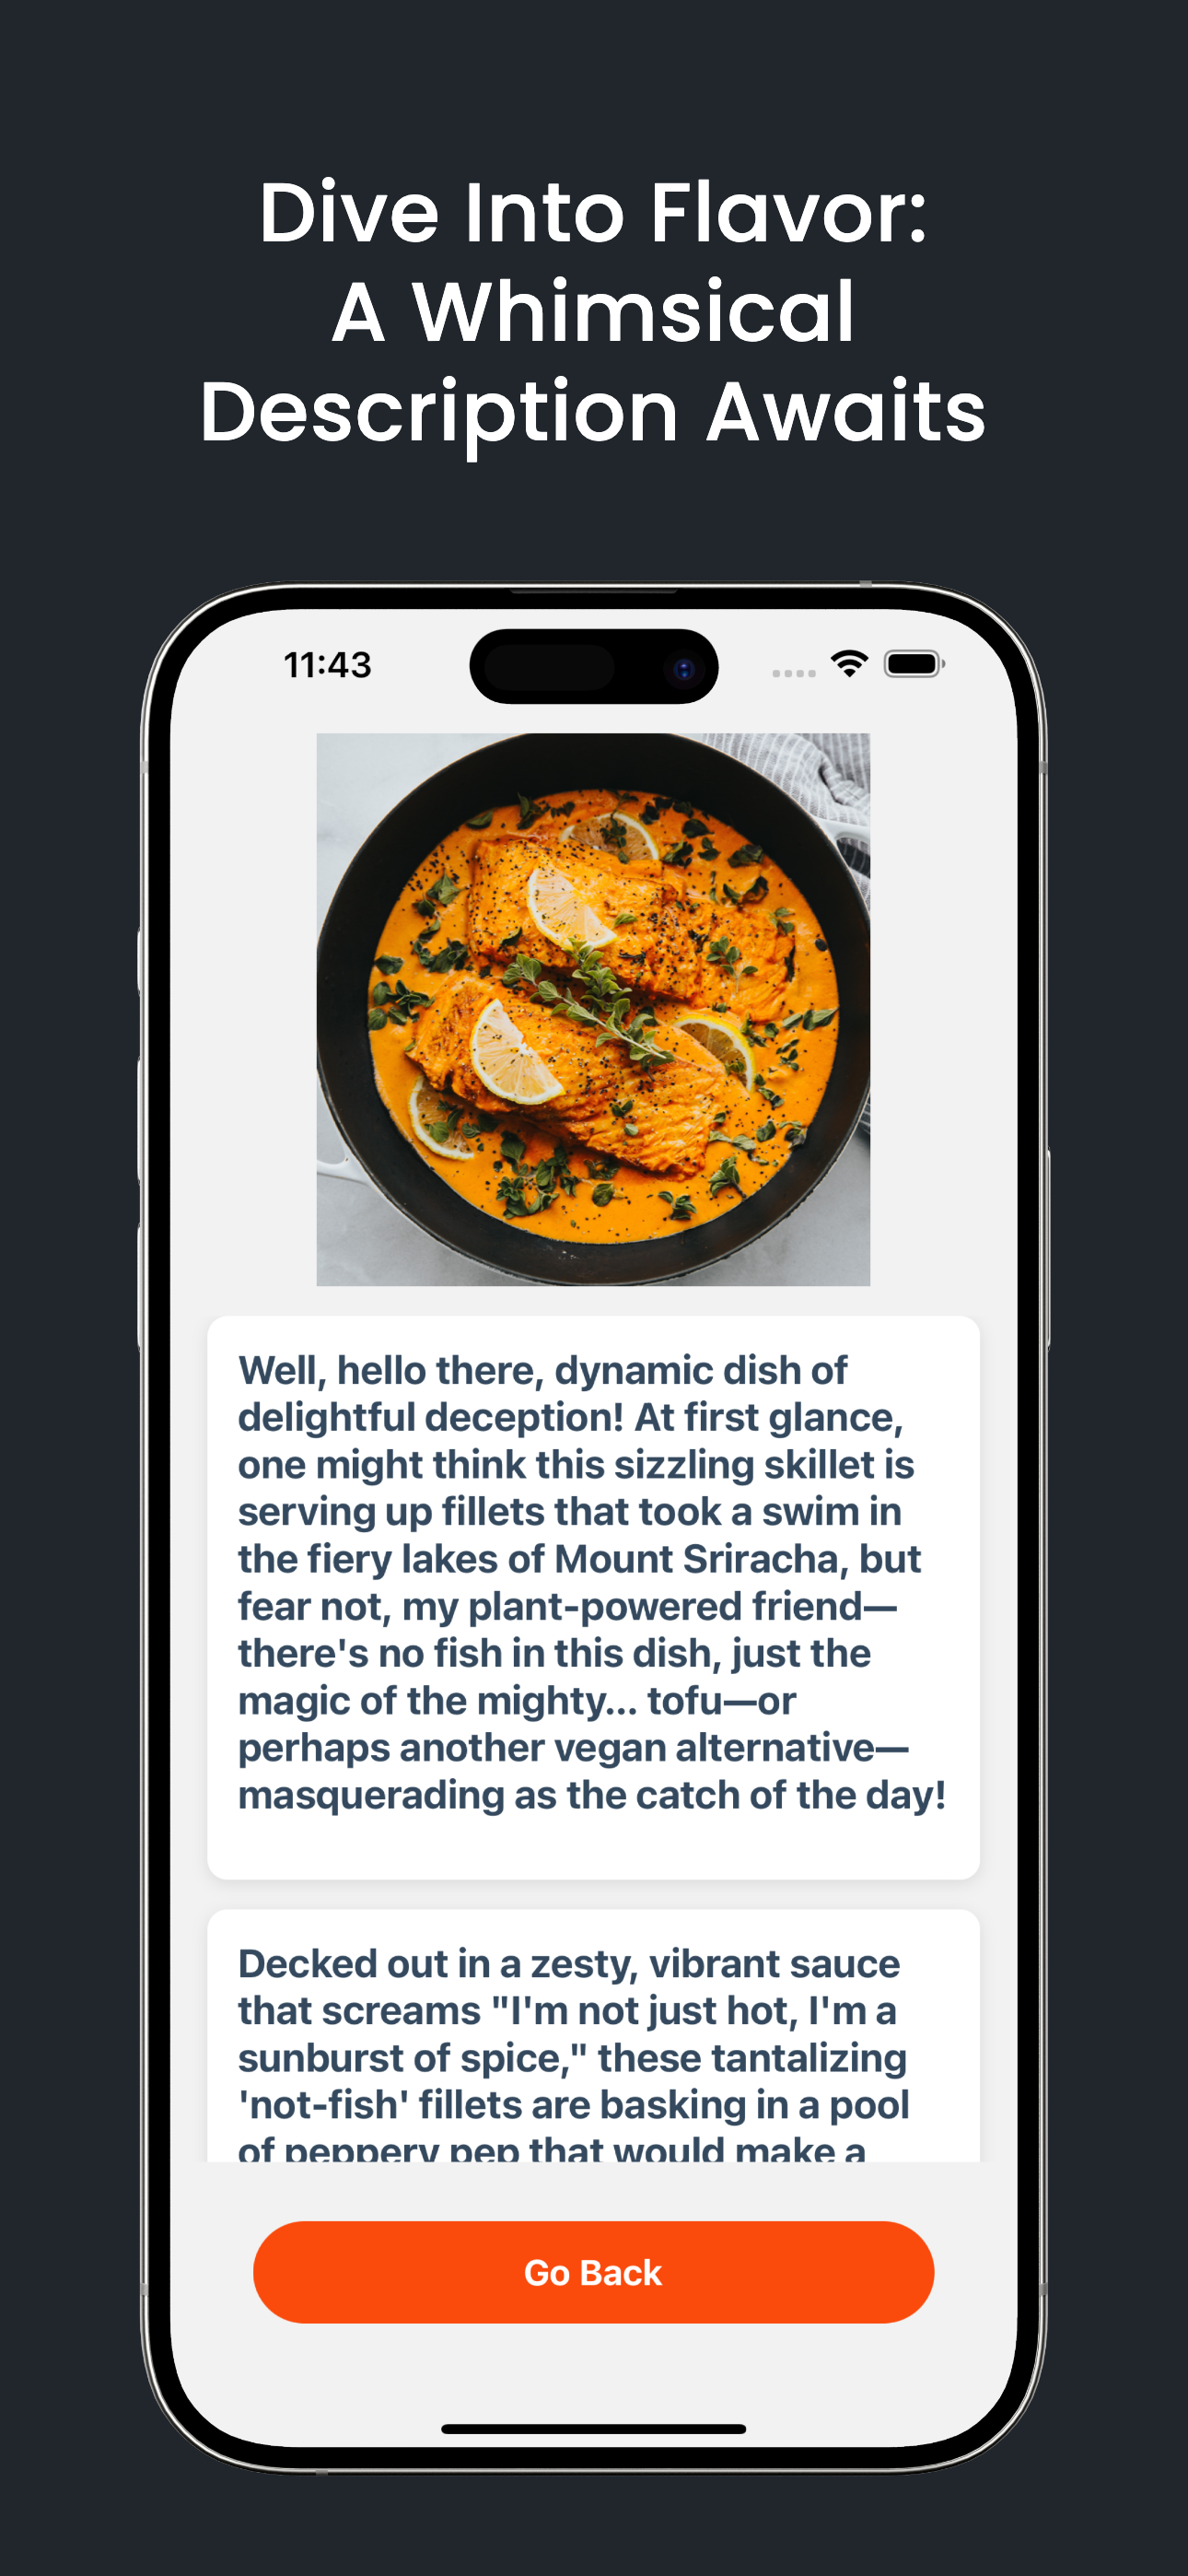 Dive Into Flavor:
A Whimsical
Description Awaits
11:43
Well, hello there, dynamic dish of
delightful deception! At first glance,
one might think this sizzling skillet is
serving up fillets that took a swim in
the fiery lakes of Mount Sriracha, but
fear not, my plant-powered friend—
there's no fish in this dish, just the
magic of the mighty... tofu—or
perhaps another vegan alternative—
masquerading as the catch of the day!
Decked out in a zesty, vibrant sauce
that screams "I'm not just hot, I'm a
sunburst of spice," these tantalizing
'not-fish' fillets are basking in a pool
of peppery pep that would make a
Go Back